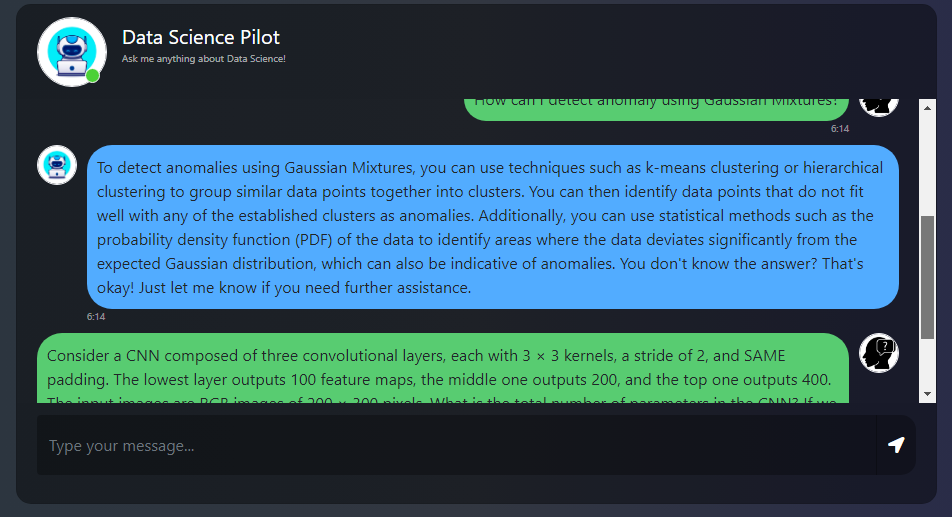 Data Science Pilot
Ask me anything about Data Science!
How can I detect anomaly using Gaussian Mixtures?
6:14
To detect anomalies using Gaussian Mixtures, you can use techniques such as k-means clustering or hierarchical
clustering to group similar data points together into clusters. You can then identify data points that do not fit
well with any of the established clusters as anomalies. Additionally, you can use statistical methods such as the
probability density function (PDF) of the data to identify areas where the data deviates significantly from the
expected Gaussian distribution, which can also be indicative of anomalies. You don't know the answer? That's
okay! Just let me know if you need further assistance.
6:14
Consider a CNN composed of three convolutional layers, each with 3 × 3 kernels, a stride of 2, and SAME
padding. The lowest layer outputs 100 feature maps, the middle one outputs 200, and the top one outputs 400.
The input images are RGB images of 200 × 300 pixels. What is the total number of parameters in the CNN? If we
?
Type your message...